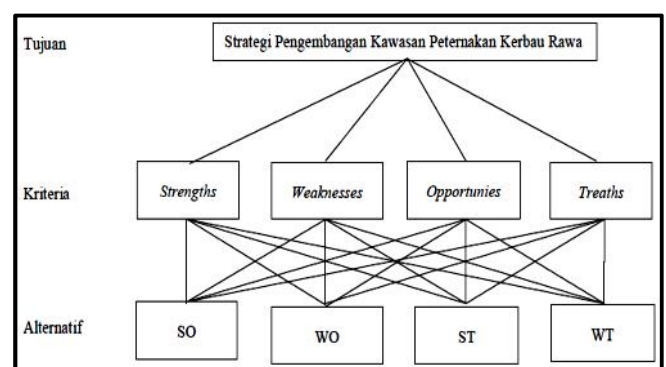 Tujuan
Strategi Pengembangan Kawasan Peternakan Kerbau Rawa
Kriteria
Strengths
Weaknesses
Opportunies
Treaths
Alternatif
SO
WO
ST
WT